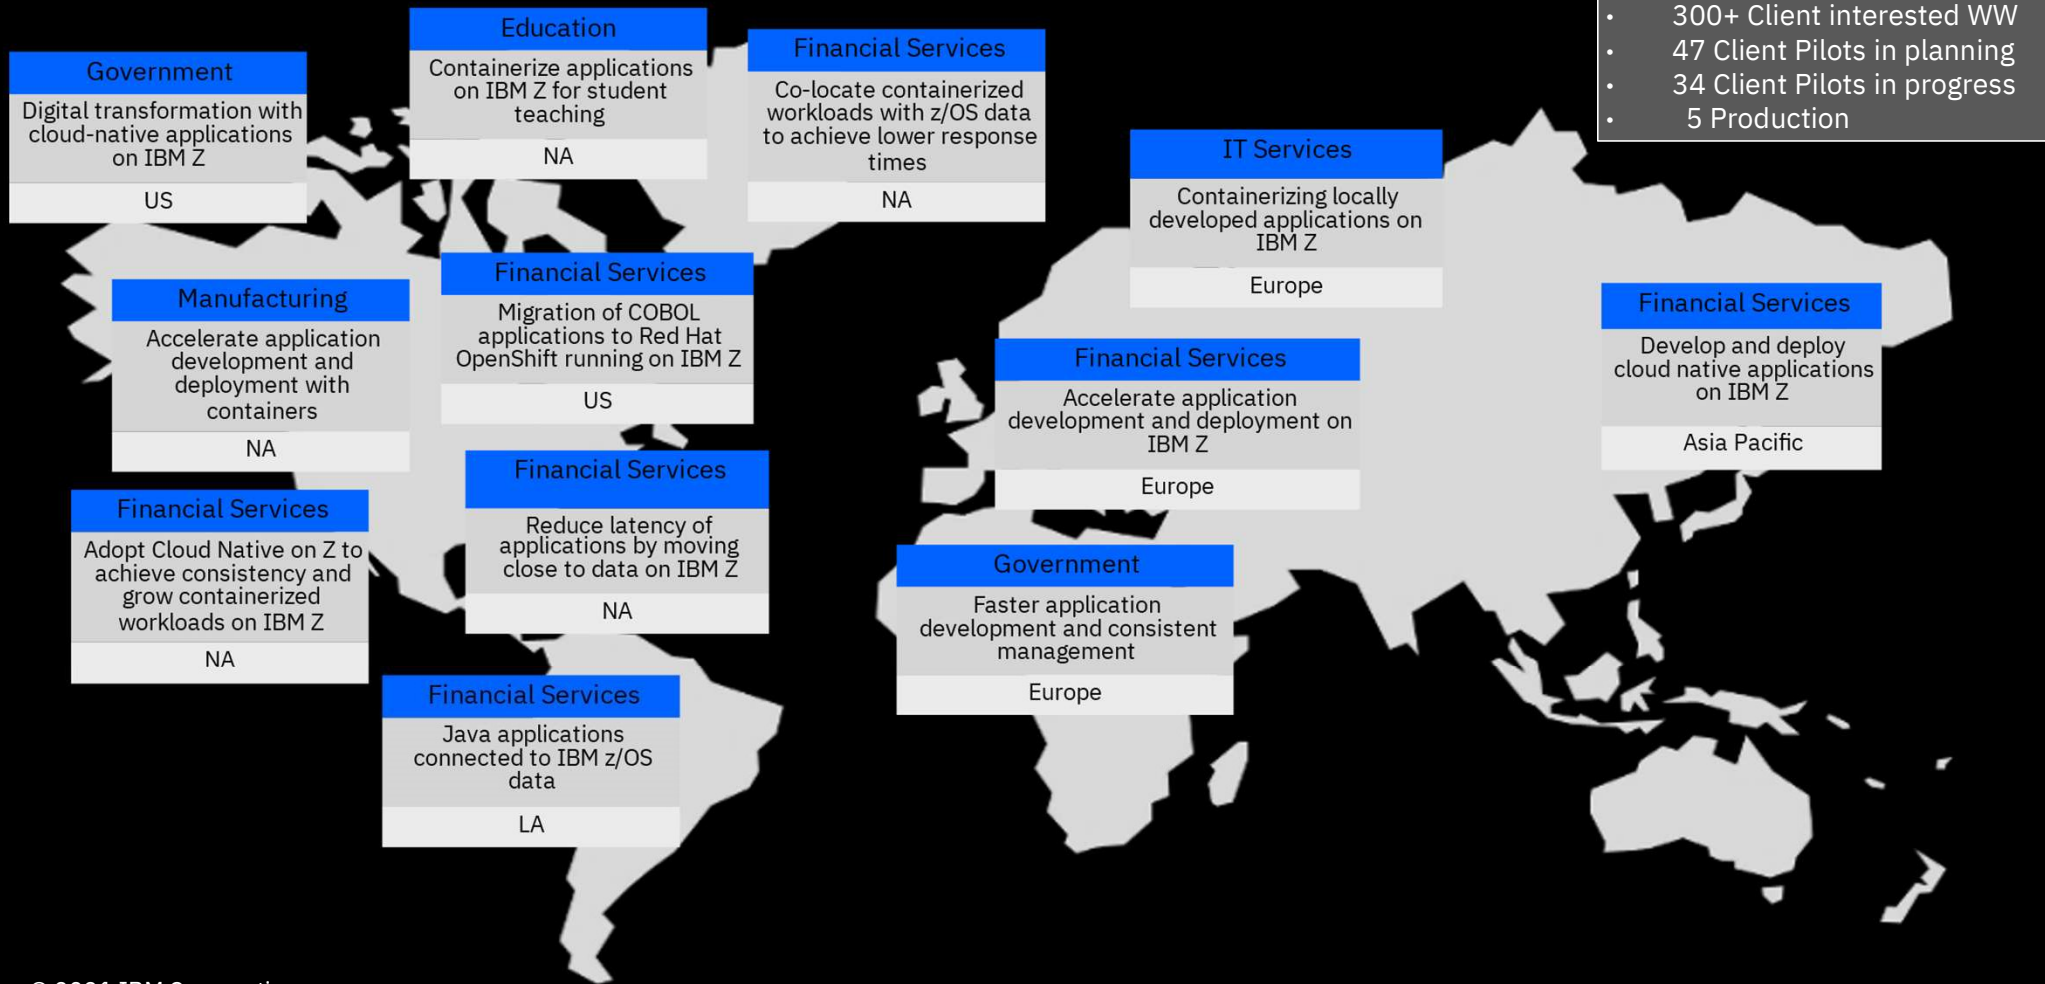 • 300+ Client interested WW
• 47 Client Pilots in planning
• 34 Client Pilots in progress
• 5 Production
Government
Digital transformation with
cloud-native applications
on IBM Z
US
Education
Containerize applications
on IBM Z for student
teaching
NA
Financial Services
Co-locate containerized
workloads with z/OS data
to achieve lower response
times
NA
IT Services
Containerizing locally
developed applications on
IBM Z
Europe
Manufacturing
Accelerate application
development and
deployment with
containers
NA
Financial Services
Migration of COBOL
applications to Red Hat
OpenShift running on IBM Z
US
Financial Services
Accelerate application
development and deployment on
IBM Z
Europe
Financial Services
Develop and deploy
cloud native applications
on IBM Z
Asia Pacific
Financial Services
Adopt Cloud Native on Z to
achieve consistency and
grow containerized
workloads on IBM Z
NA
Financial Services
Reduce latency of
applications by moving
close to data on IBM Z
NA
Government
Faster application
development and consistent
management
Europe
Financial Services
Java applications
connected to IBM z/OS
data
LA